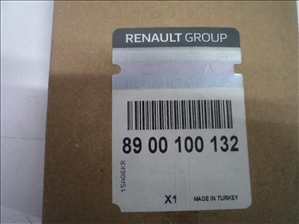 RENAULT GROUP
89 00 100 132
X1
MADE IN TURKEY